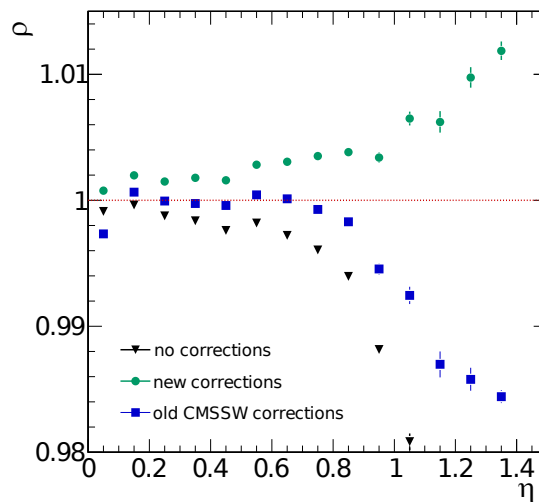 ρ
1.01
1
0.99
0.98
no corrections
new corrections
old CMSSW corrections
0 0.2 0.4 0.6 0.8 1 1.2 1.4
η